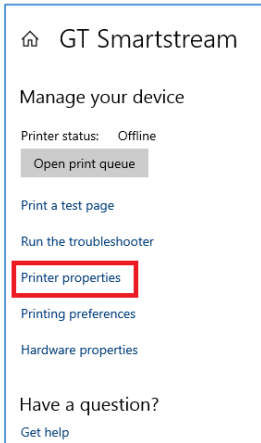 GT Smartstream
Manage your device
Printer status: Offline
Open print queue
Print a test page
Run the troubleshooter
Printer properties
Printing preferences
Hardware properties
Have a question?
Get help